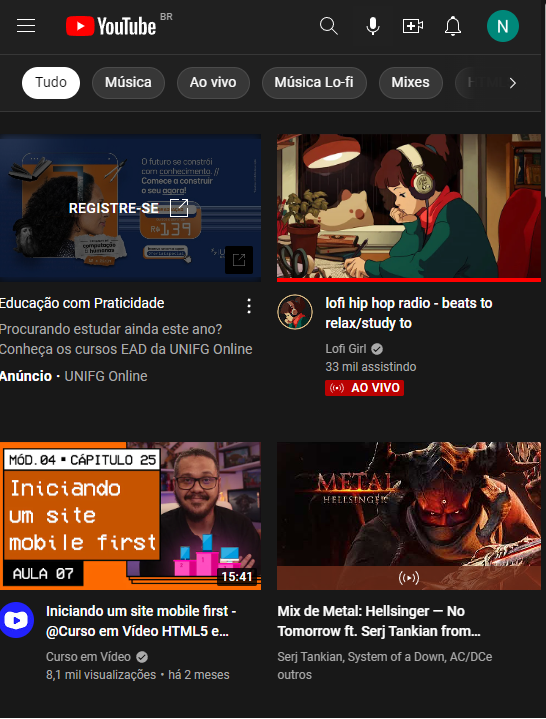 YouTube BR
N
Tudo
Música
Ao vivo
Música Lo-fi
Mixes
O futuro se constrói
com conhecimento. //
Comece a construir
o seu agora!
REGISTRE-SE
R$139
Educação com Praticidade
Procurando estudar ainda este ano?
Conheça os cursos EAD da UNIFG Online
Anúncio · UNIFG Online
lofi hip hop radio - beats to
relax/study to
Lofi Girl
33 mil assistindo
AO VIVO
MÓD.04 ▪ CÁPITULO 25
Iniciando
um site
mobile first
AULA 07
15:41
Iniciando um site mobile first -
@Curso em Vídeo HTML5 e...
Curso em Vídeo
8,1 mil visualizações · há 2 meses
METAL
HELLSINGER
Mix de Metal: Hellsinger — No
Tomorrow ft. Serj Tankian from...
Serj Tankian, System of a Down, AC/DCe
outros